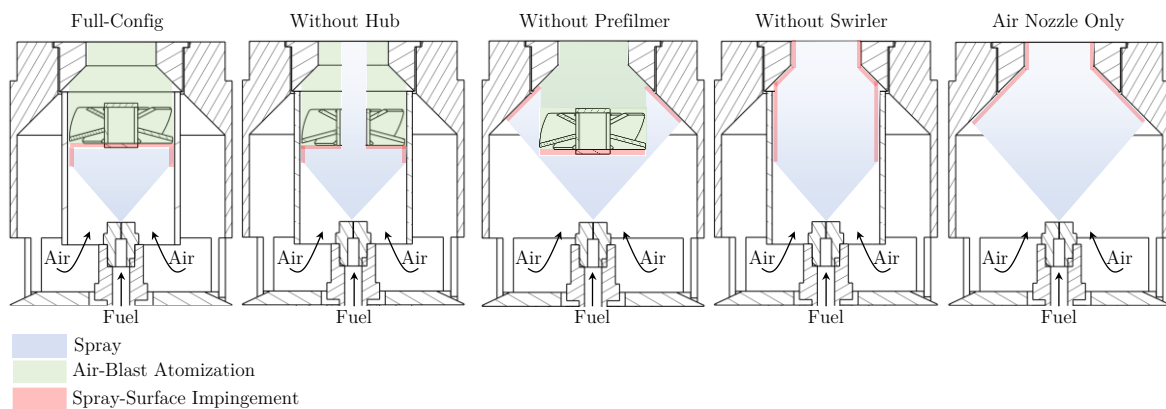 Full-Config
Without Hub
Without Prefilmer
Without Swirler
Air Nozzle Only
Air
Air
Air
Air
Air
Air
Air
Air
Air
Air
Fuel
Fuel
Fuel
Fuel
Fuel
Spray
Air-Blast Atomization
Spray-Surface Impingement